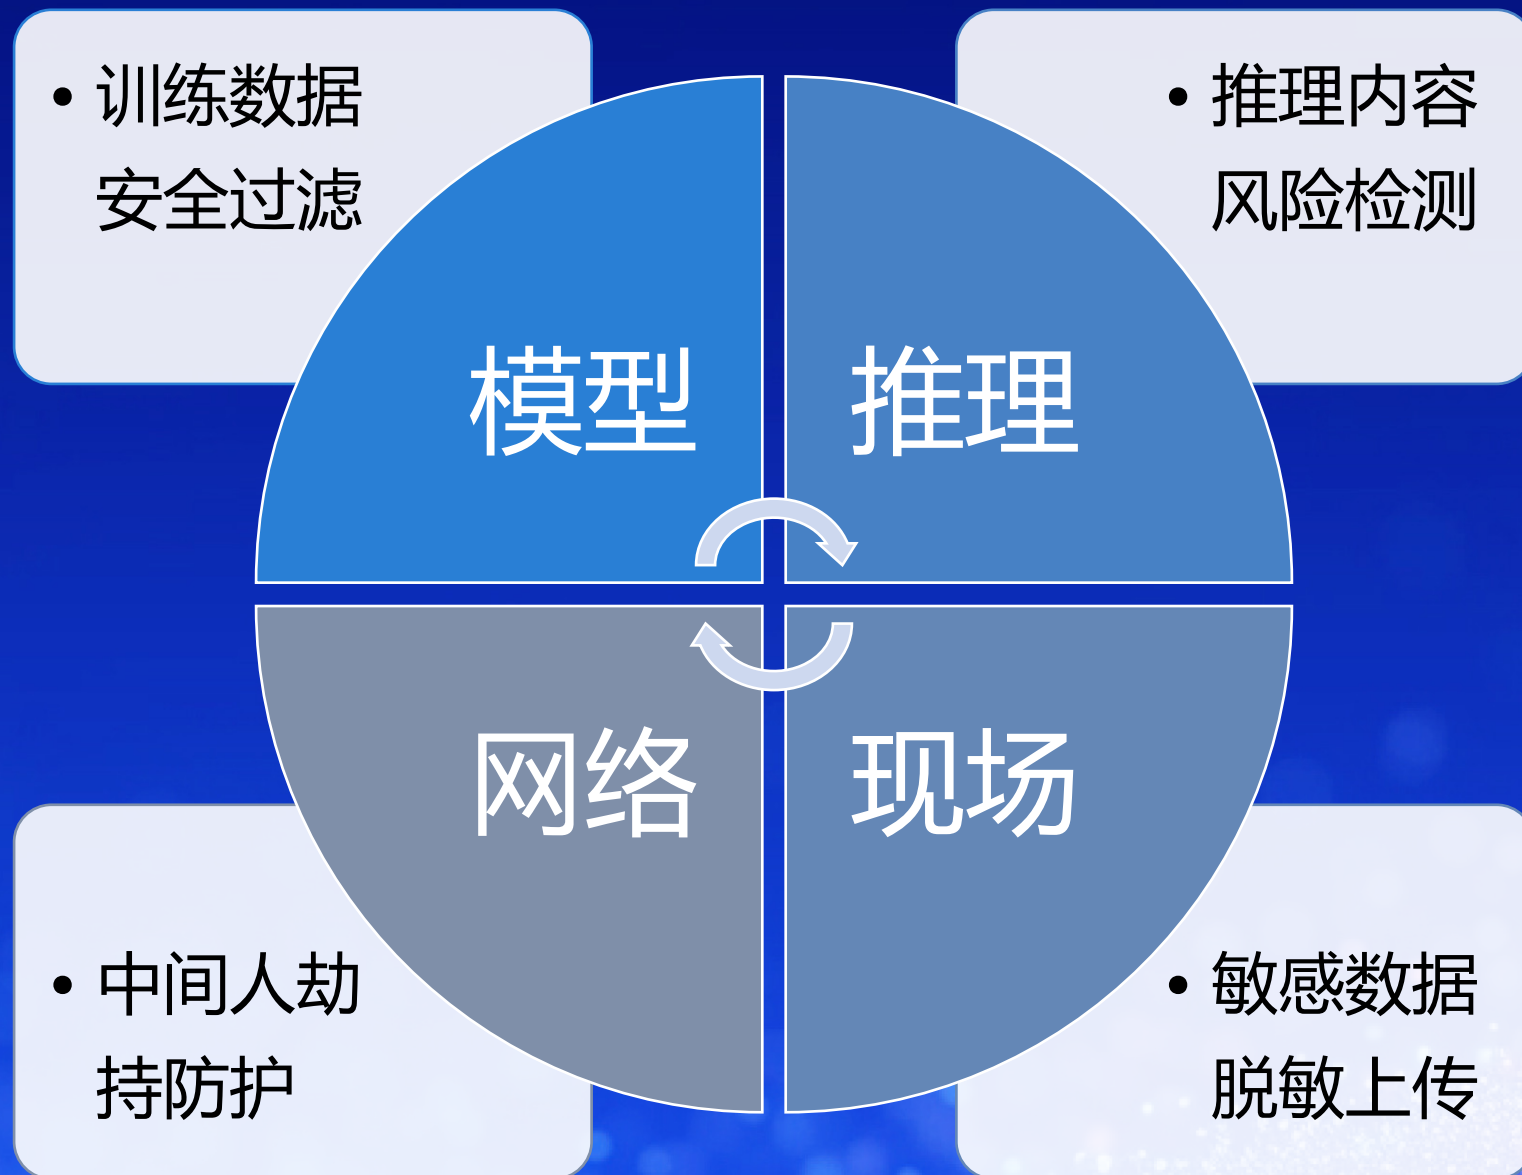 • 训练数据
安全过滤
• 推理内容
风险检测
模型
推理
网络
现场
• 中间人劫
持防护
• 敏感数据
脱敏上传